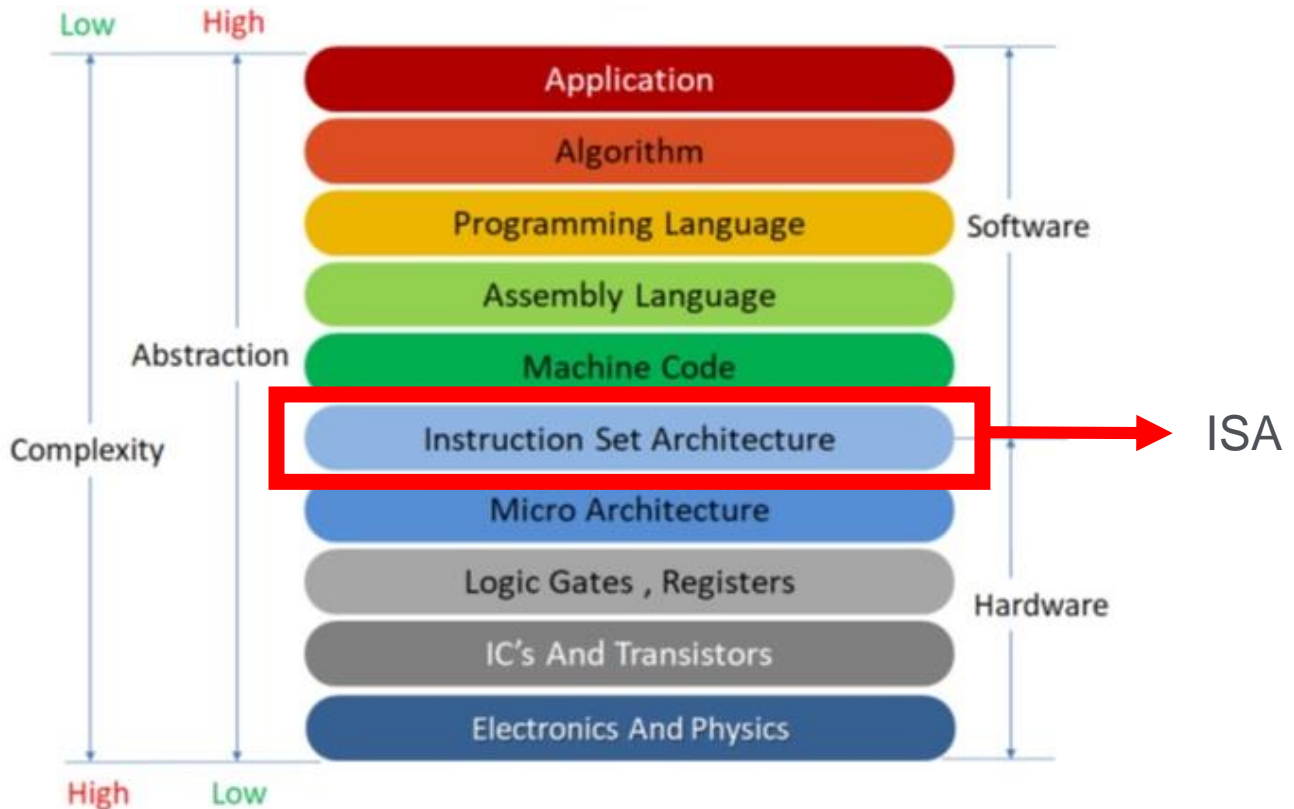 Low
High
Application
Algorithm
Programming Language
Software
Assembly Language
Abstraction
Machine Code
Complexity
Instruction Set Architecture
ISA
Micro Architecture
Logic Gates , Registers
Hardware
IC's And Transistors
Electronics And Physics
High
Low